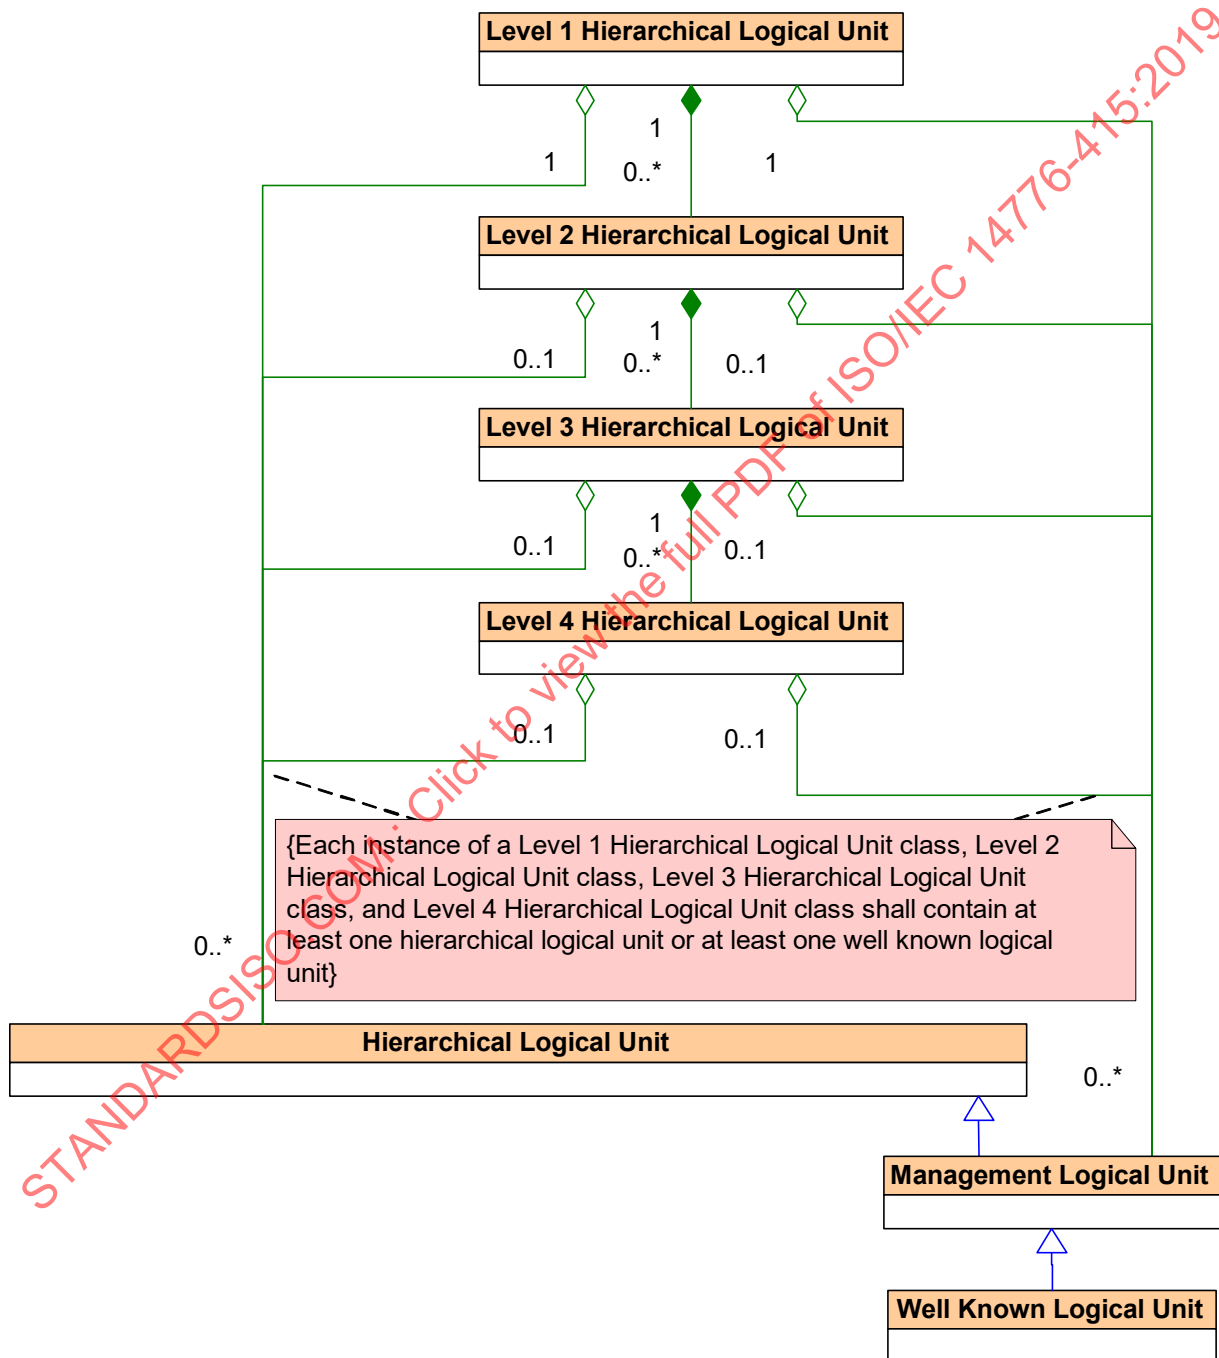 Level 1 Hierarchical Logical Unit
1
1
0..*
1
Level 2 Hierarchical Logical Unit
0..1
1
0..*
0..1
Level 3 Hierarchical Logical Unit
0..1
1
0..*
0..1
Level 4 Hierarchical Logical Unit
0..1
0..1
{Each instance of a Level 1 Hierarchical Logical Unit class, Level 2
Hierarchical Logical Unit class, Level 3 Hierarchical Logical Unit
class, and Level 4 Hierarchical Logical Unit class shall contain at
least one hierarchical logical unit or at least one well known logical
unit}
0..*
Hierarchical Logical Unit
0..*
Management Logical Unit
Well Known Logical Unit
STANDARDSISO.COM : Click to view the full PDF of ISO/IEC 14776-415:2019